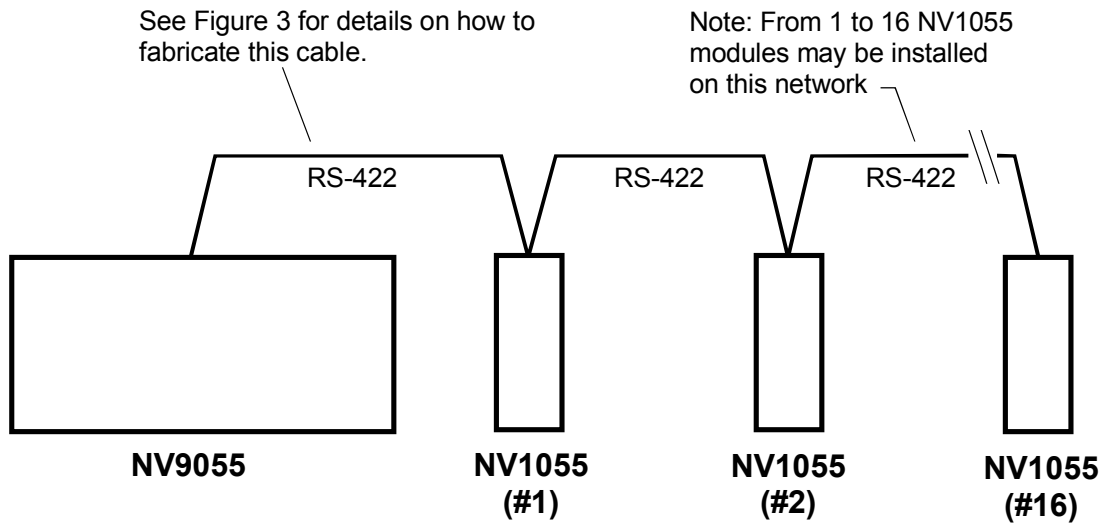 See Figure 3 for details on how to
fabricate this cable.
Note: From 1 to 16 NV1055
modules may be installed
on this network
RS-422
RS-422
RS-422
NV9055
NV1055
(#1)
NV1055
(#2)
NV1055
(#16)